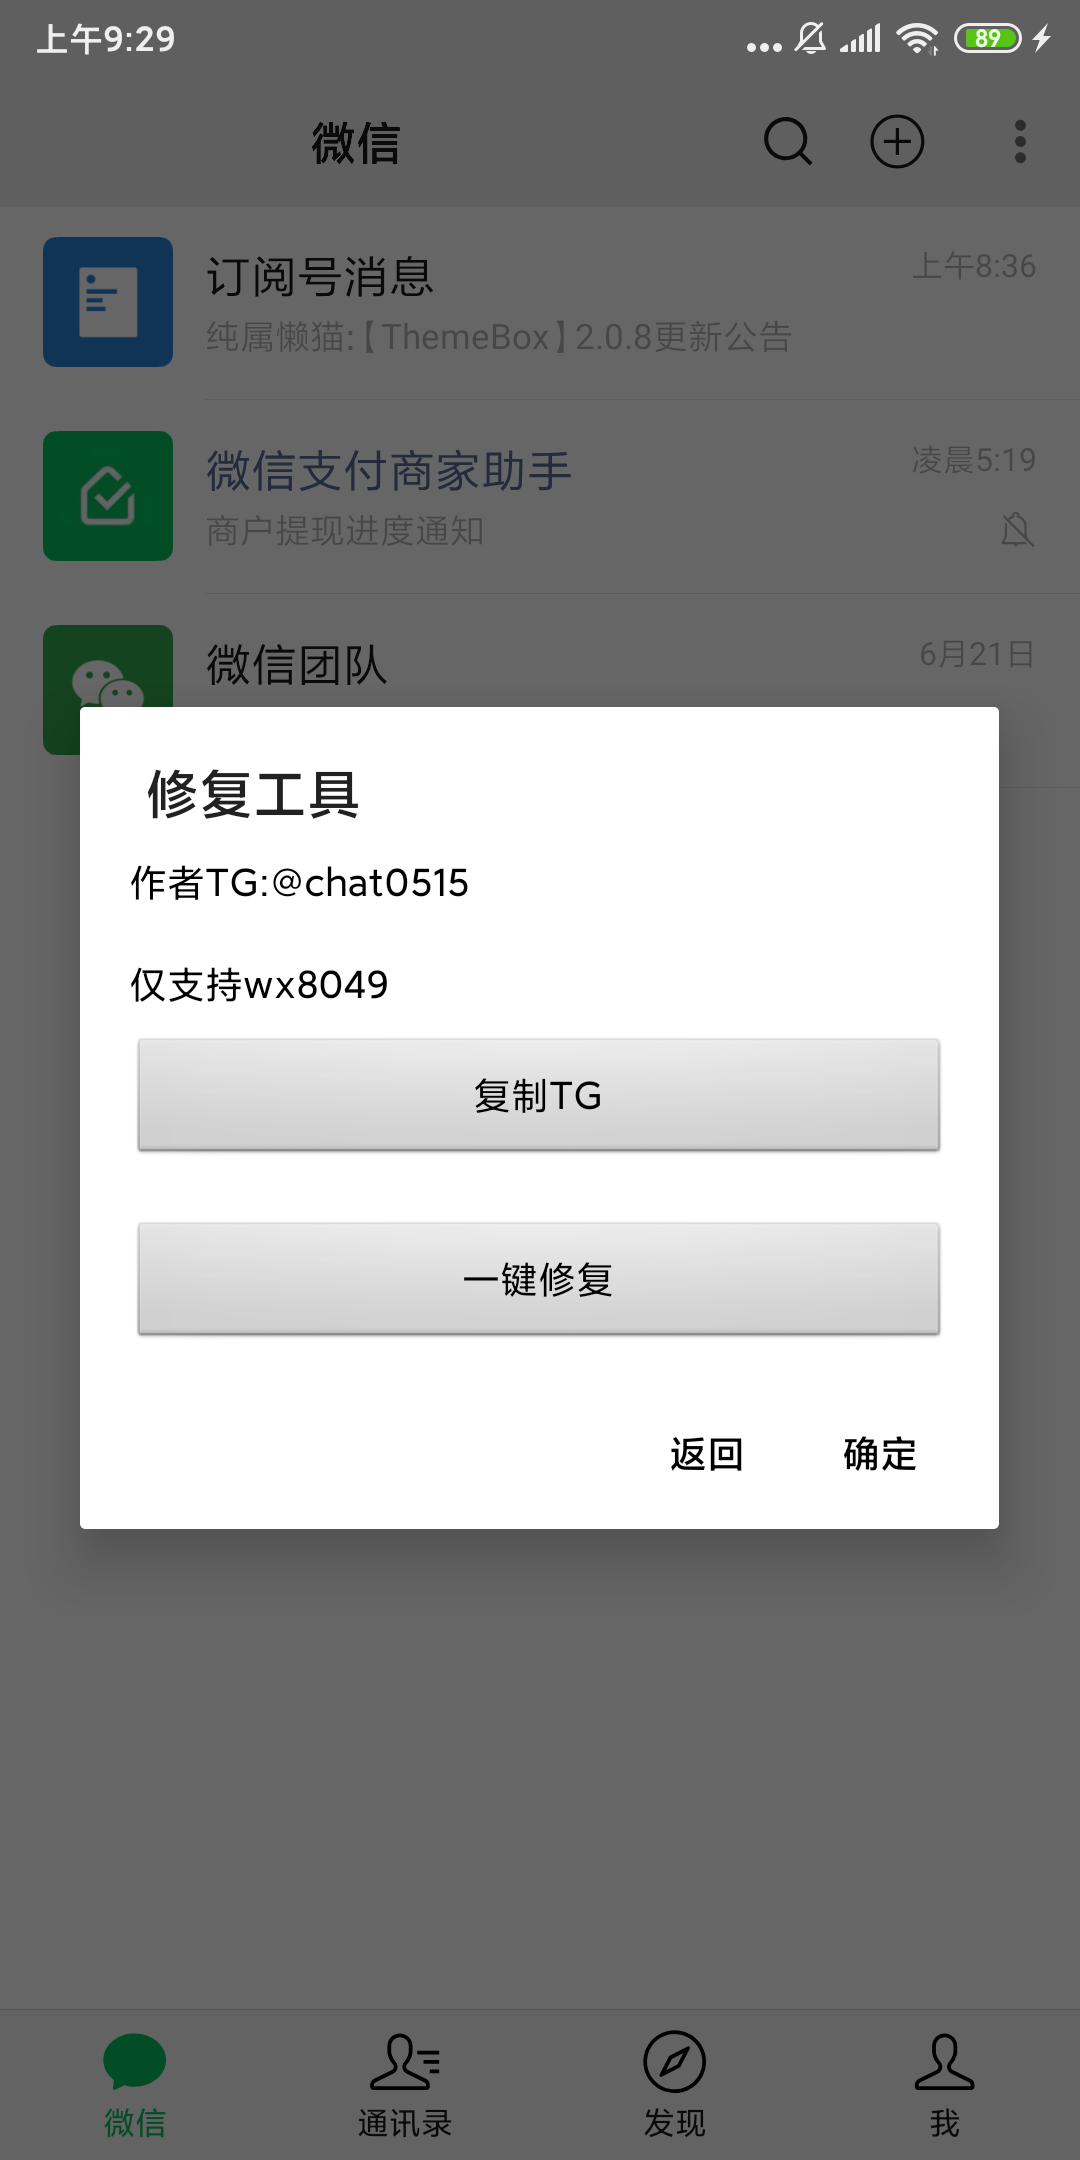 上午9:29
89
微信
订阅号消息
上午8:36
纯属懒猫:【ThemeBox】2.0.8更新公告
微信支付商家助手
凌晨5:19
商户提现进度通知
微信团队
6月21日
修复工具
作者TG:@chat0515
仅支持wx8049
复制TG
一键修复
返回
确定
微信
通讯录
发现
我